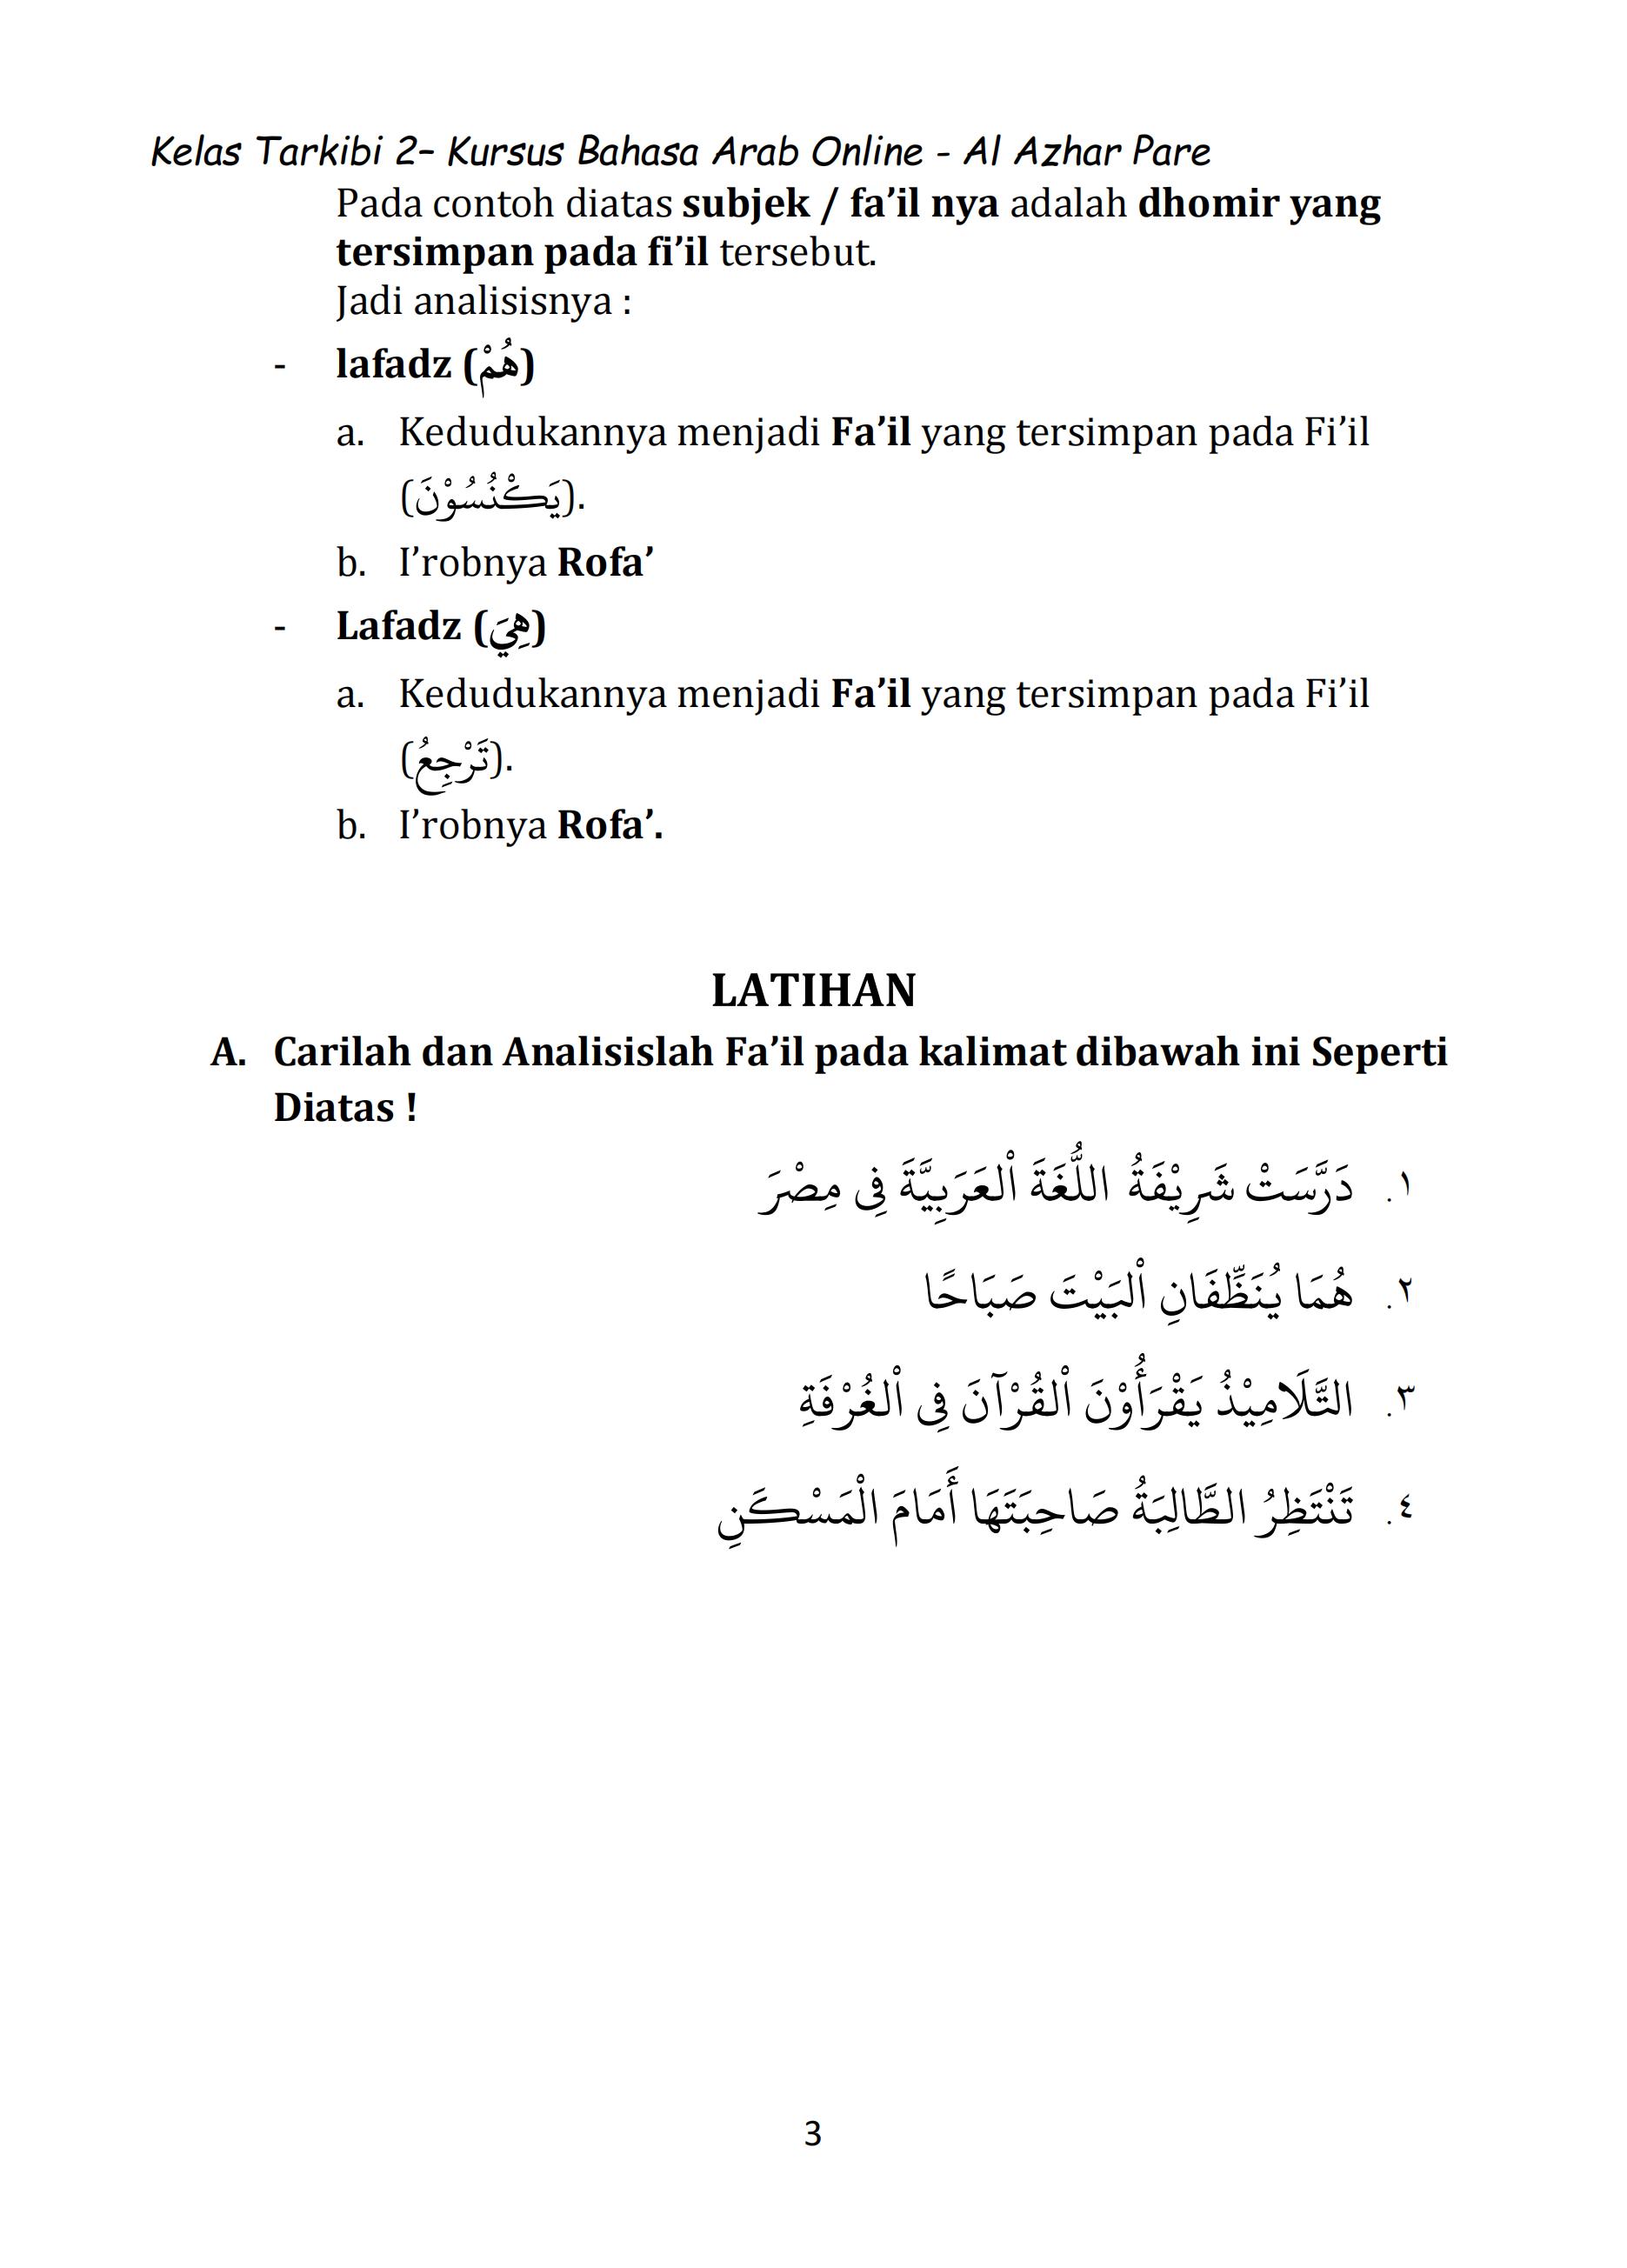 Kelas Tarkibi 2– Kursus Bahasa Arab Online - Al Azhar Pare
Pada contoh diatas subjek / fa’il nya adalah dhomir yang
tersimpan pada fi’il tersebut.
Jadi analisisnya :
- lafadz (هُمْ)
a. Kedudukannya menjadi Fa’il yang tersimpan pada Fi’il
(يَكْنُسُوْنَ).
b. I’robnya Rofa’
- Lafadz (هِيَ)
a. Kedudukannya menjadi Fa’il yang tersimpan pada Fi’il
(تَرْجِعُ).
b. I’robnya Rofa’.
LATIHAN
A. Carilah dan Analisislah Fa’il pada kalimat dibawah ini Seperti
Diatas !
١. دَرَّسَتْ شَرِيْفَةُ اللُّغَةَ اْلعَرَبِيَّةَ فِى مِصْرَ
٢. هُمَا يُنَظِّفَانِ اْلبَيْتَ صَبَاحًا
٣. التَّلَامِيْذُ يَقْرَأُوْنَ اْلقُرْآنَ فِى اْلغُرْفَةِ
٤. تَنْتَظِرُ الطَّالِبَةُ صَاحِبَتَهَا أَمَامَ الْمَسْكَنِ
3